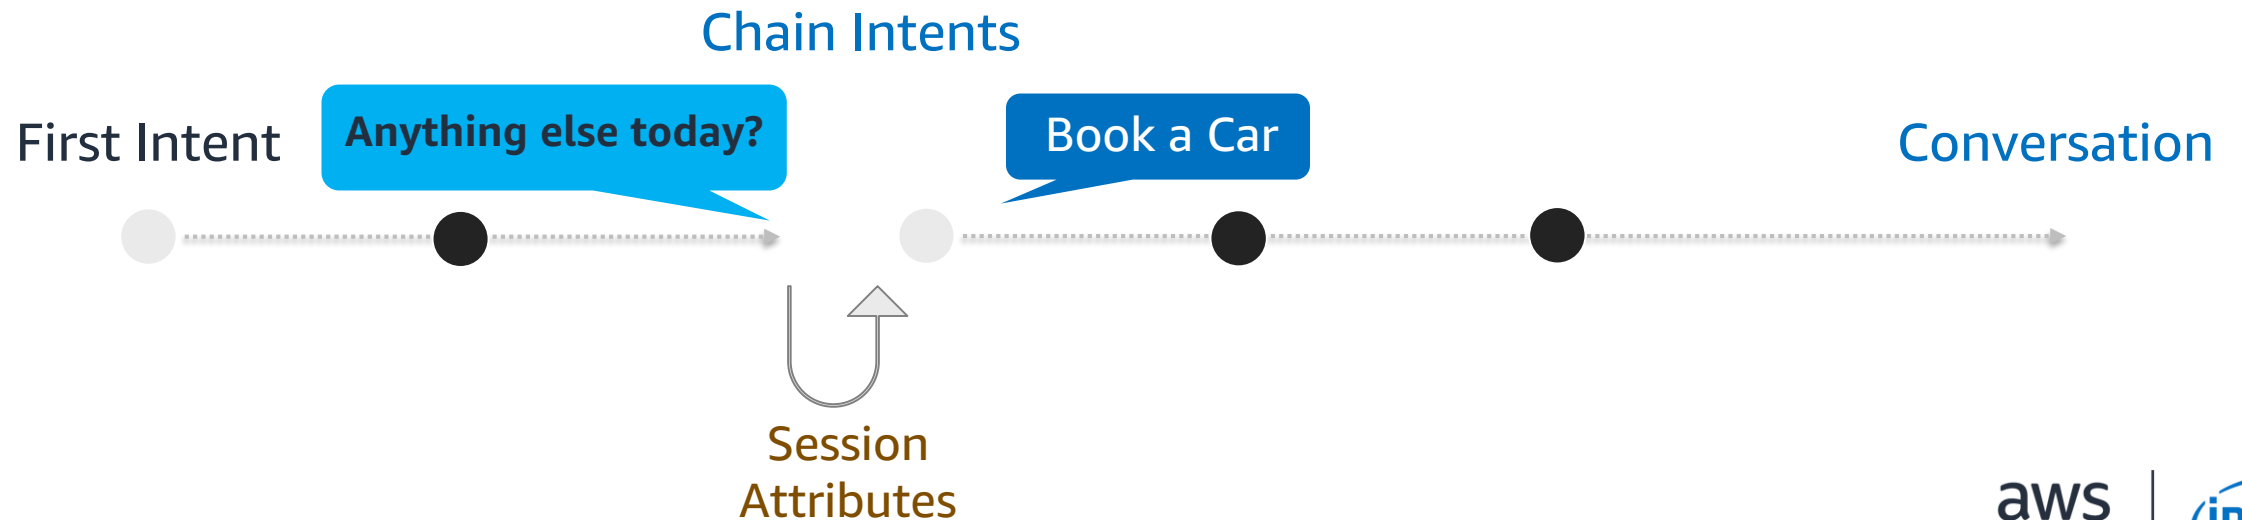 Chain Intents
First Intent
Anything else today?
Book a Car
Conversation
Session
Attributes
aws